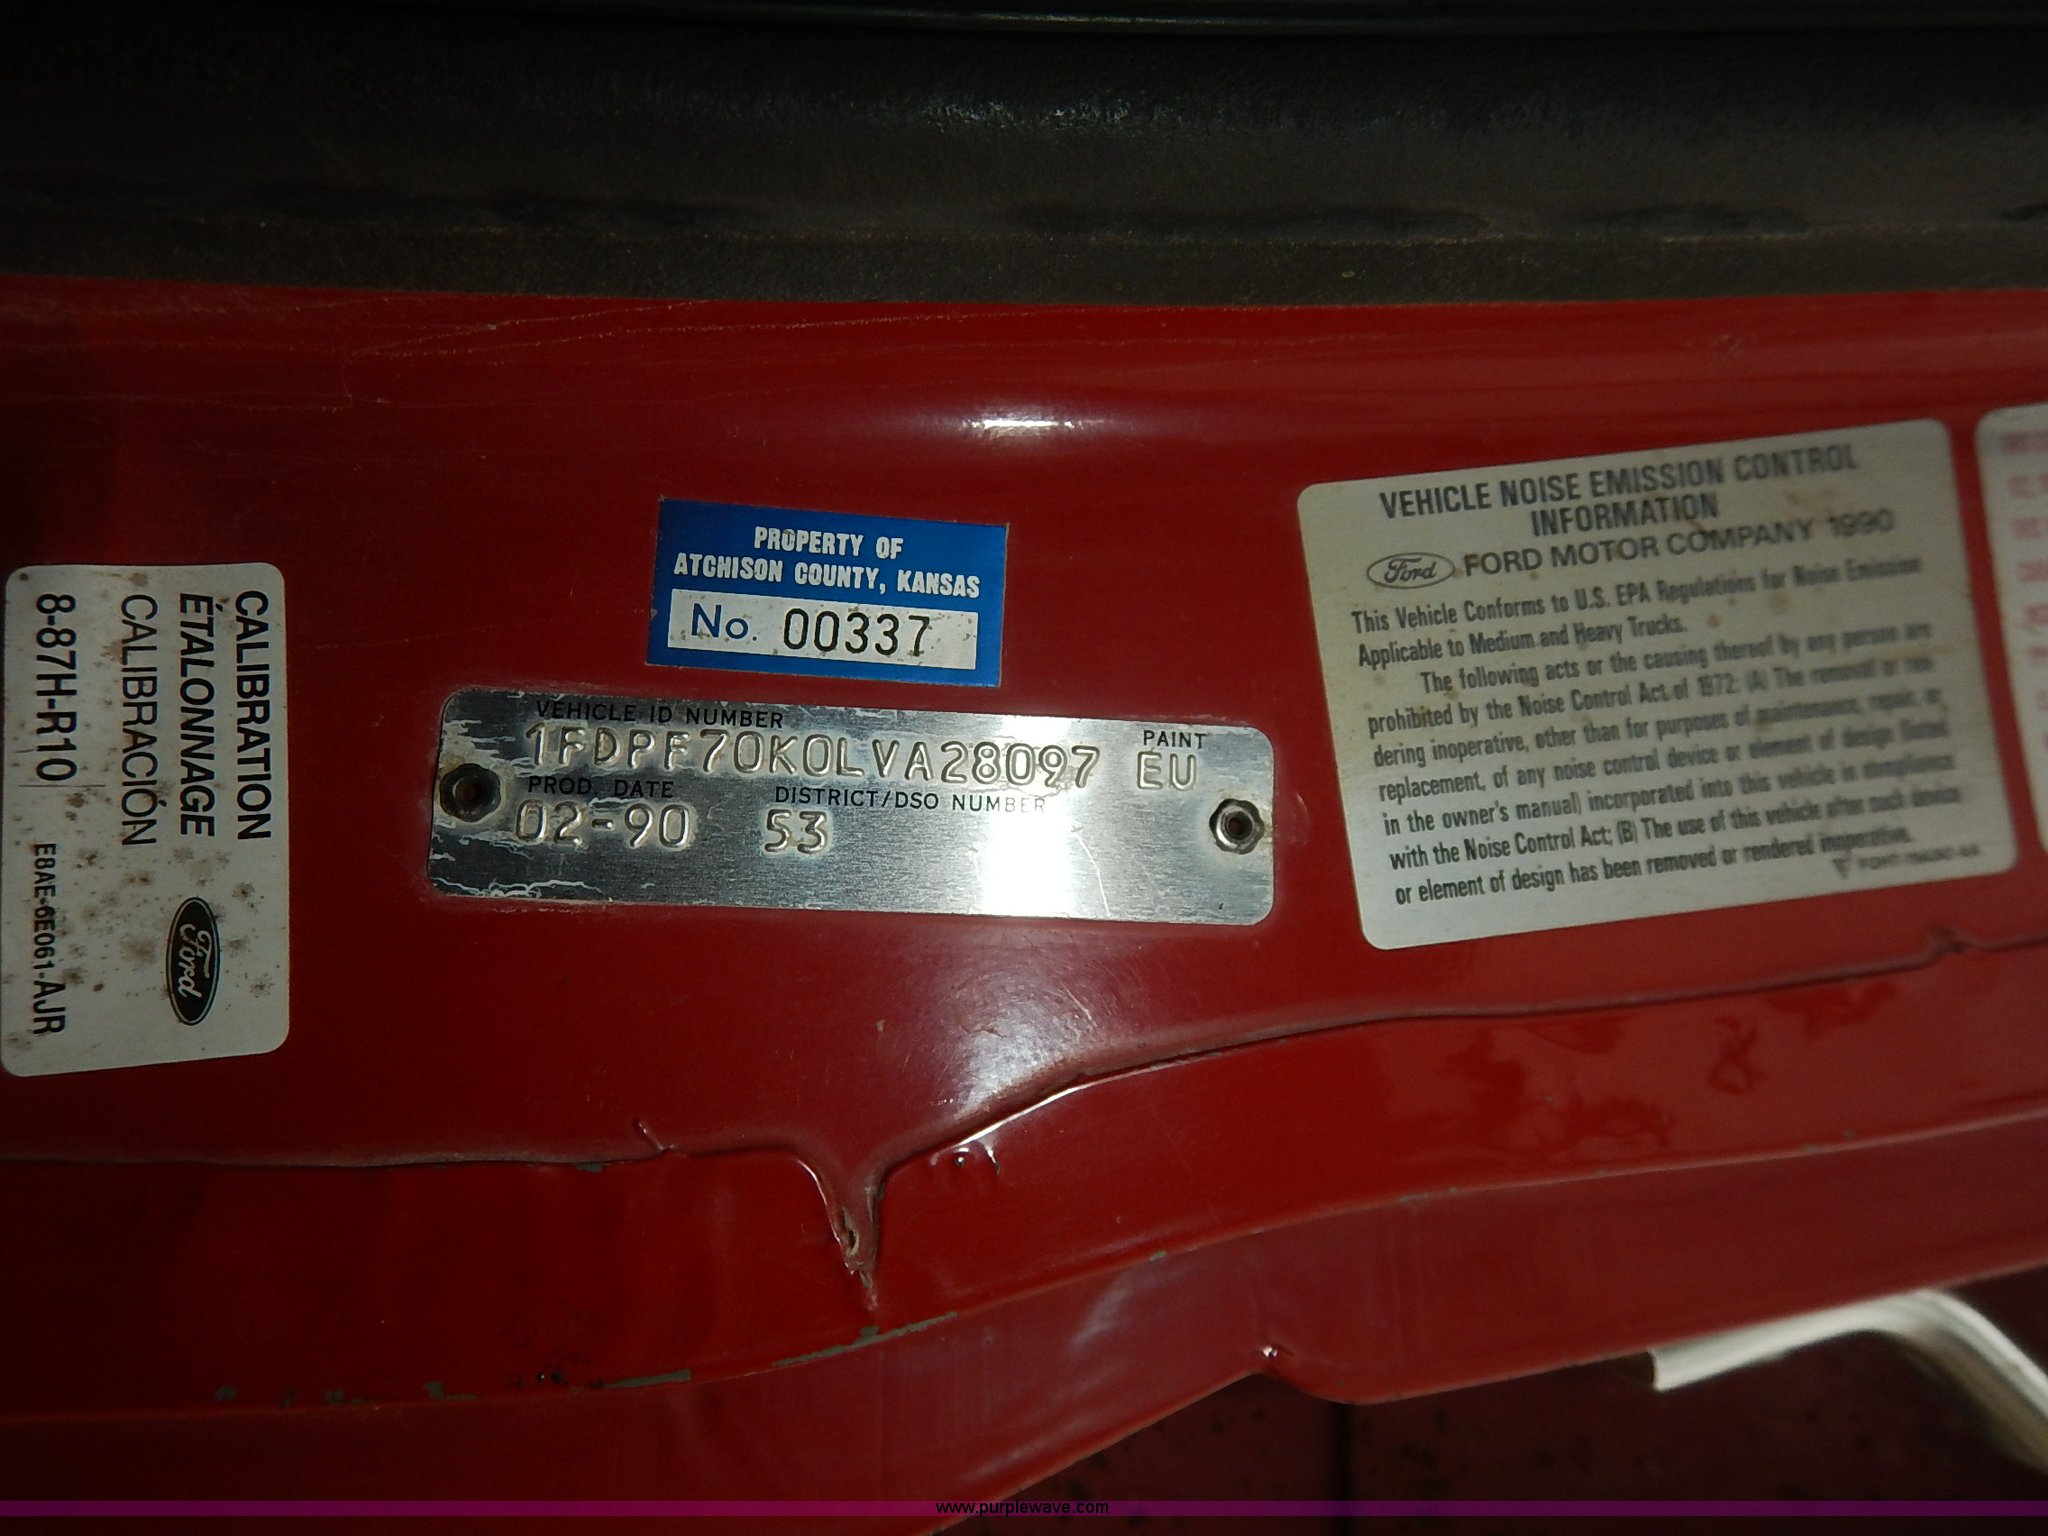 CALIBRATION
ÉTALONNAGE
CALIBRACIÓN
8-87H-R10
E8AE-6E061-AJR
Ford
PROPERTY OF
ATCHISON COUNTY, KANSAS
No. 00337
VEHICLE ID NUMBER
PAINT
1FDPF70K0LVA28097 EU
PROD. DATE
DISTRICT/DSO NUMBER
02-90 53
VEHICLE NOISE EMISSION CONTROL
INFORMATION
Ford FORD MOTOR COMPANY 1990
This Vehicle Conforms to U.S. EPA Regulations for Noise Emission
Applicable to Medium and Heavy Trucks.
The following acts or the causing thereof by any person are
prohibited by the Noise Control Act of 1972: (A) The removal or ren-
dering inoperative, other than for purposes of maintenance, repair, or
replacement, of any noise control device or element of design (listed
in the owner's manual) incorporated into this vehicle in compliance
with the Noise Control Act; (B) The use of this vehicle after such device
or element of design has been removed or rendered inoperative.
www.purplewave.com